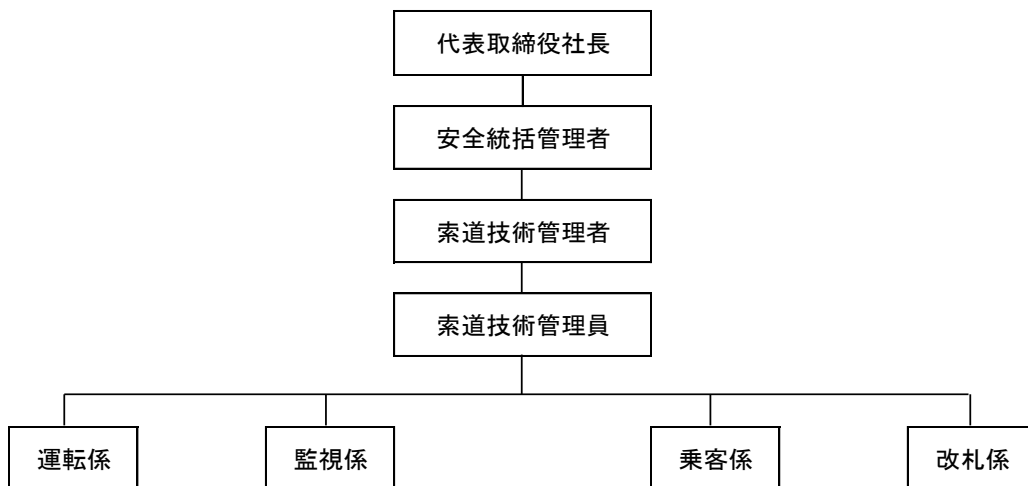 代表取締役社長
安全統括管理者
索道技術管理者
索道技術管理員
運転係
監視係
乗客係
改札係